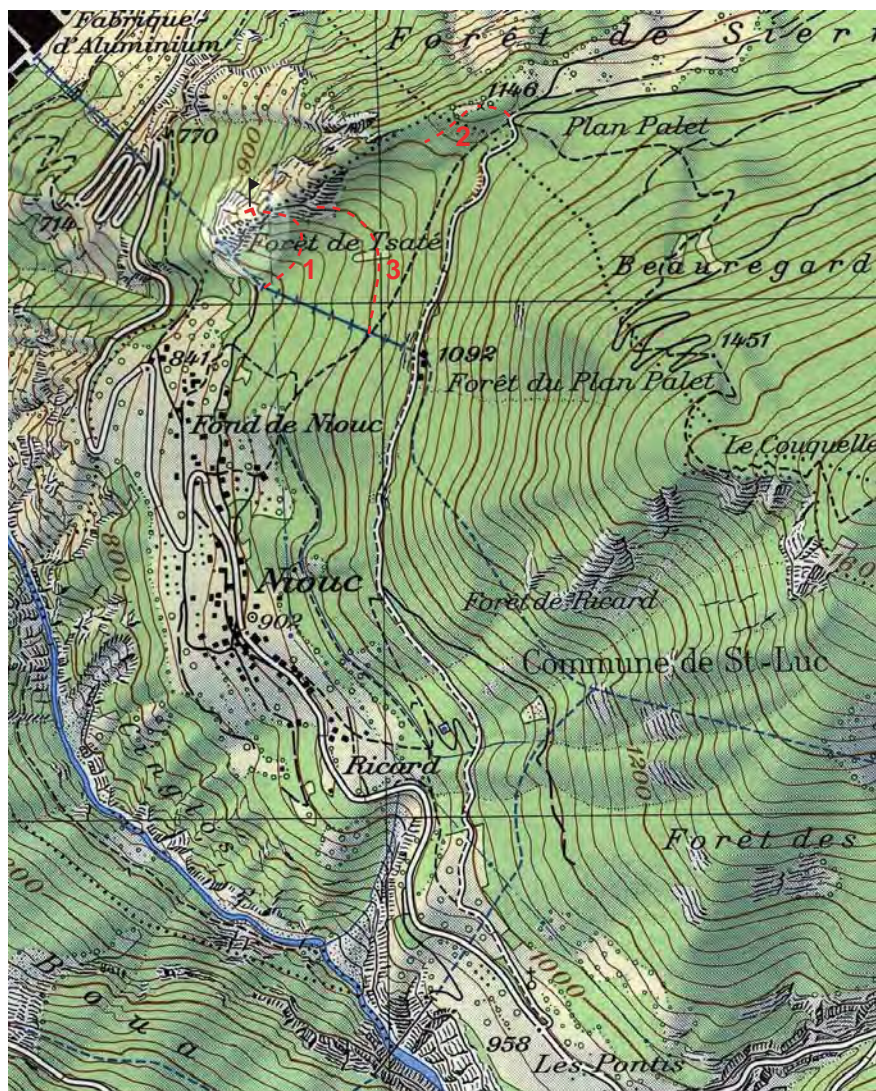 Fabrique
d'Aluminium
Forêt de Sierr
1146
Plan Palet
2
770
900
714
Forêt de Tsaté
1
3
Beauregard
1451
1092
841
Forêt du Plan Palet
Fond de Niouc
Le Couquelle
800
1600
Niouc
Forêt de Ricard
902
Commune de St-Luc
Ricard
1200
Forêt des
1000
958
Les Pontis